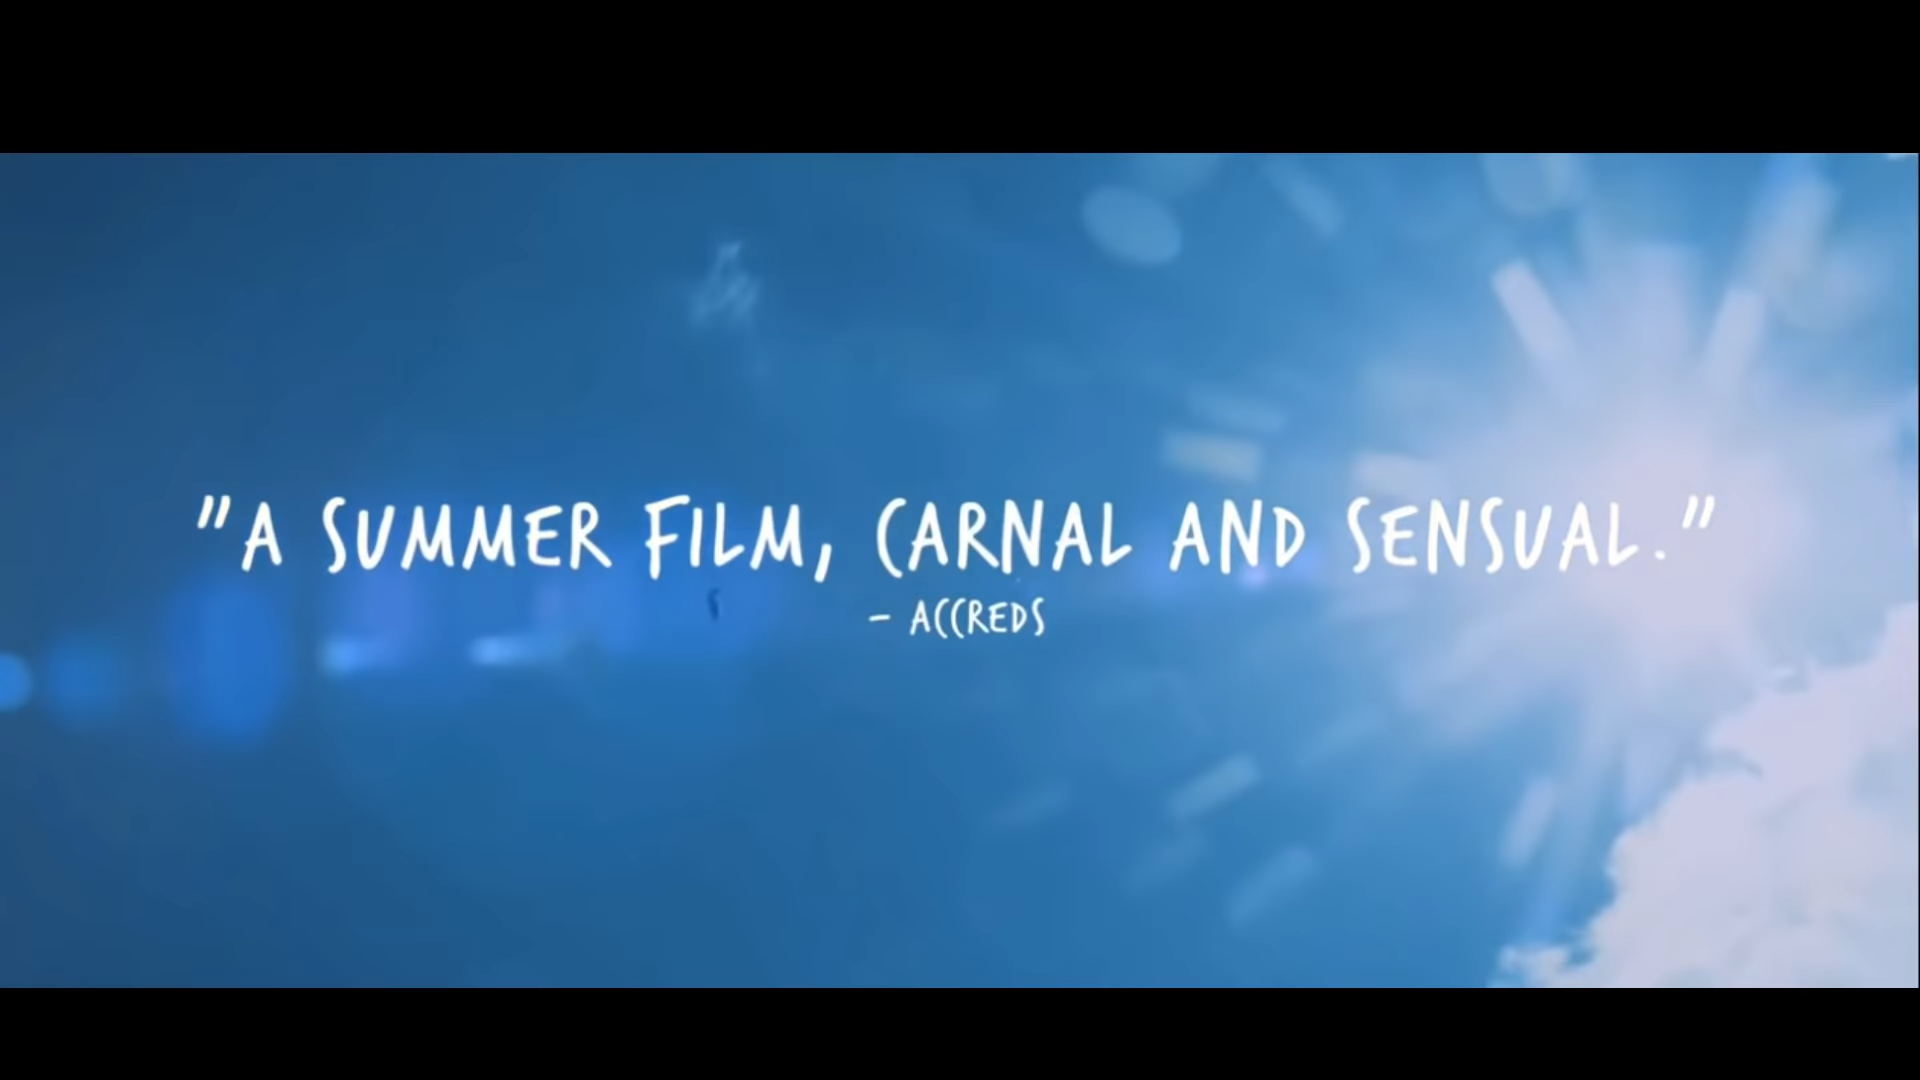 "A SUMMER FILM, CARNAL AND SENSUAL."
- ACCREDS